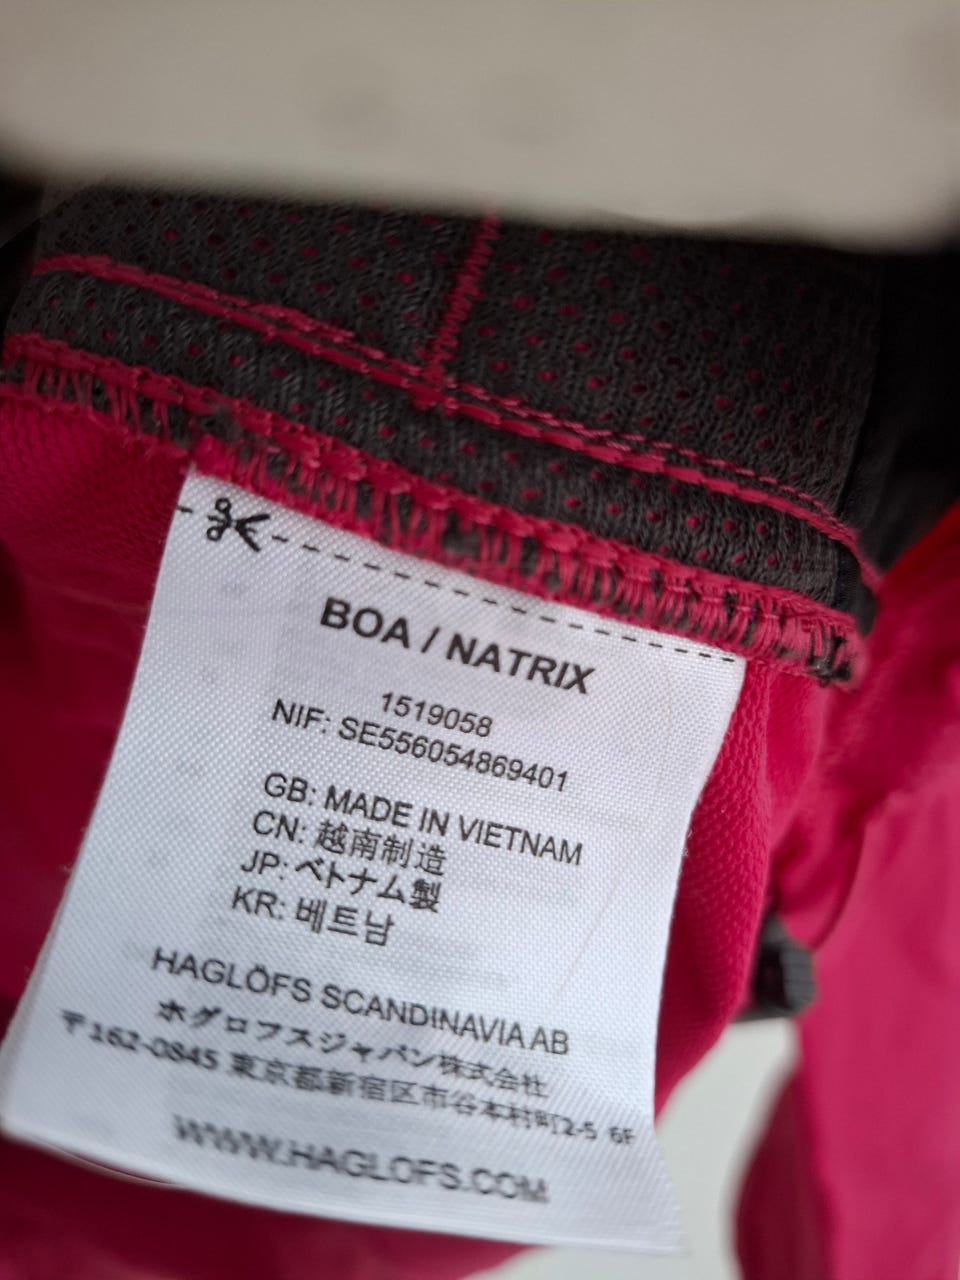 BOA / NATRIX
1519058
NIF: SE556054869401
GB: MADE IN VIETNAM
CN: 越南制造
JP: ベトナム製
KR: 베트남
HAGLÖFS SCANDINAVIA AB
ホグロフスジャパン株式会社
〒162-0845 東京都新宿区市谷本村町2-5 6F
WWW.HAGLOFS.COM